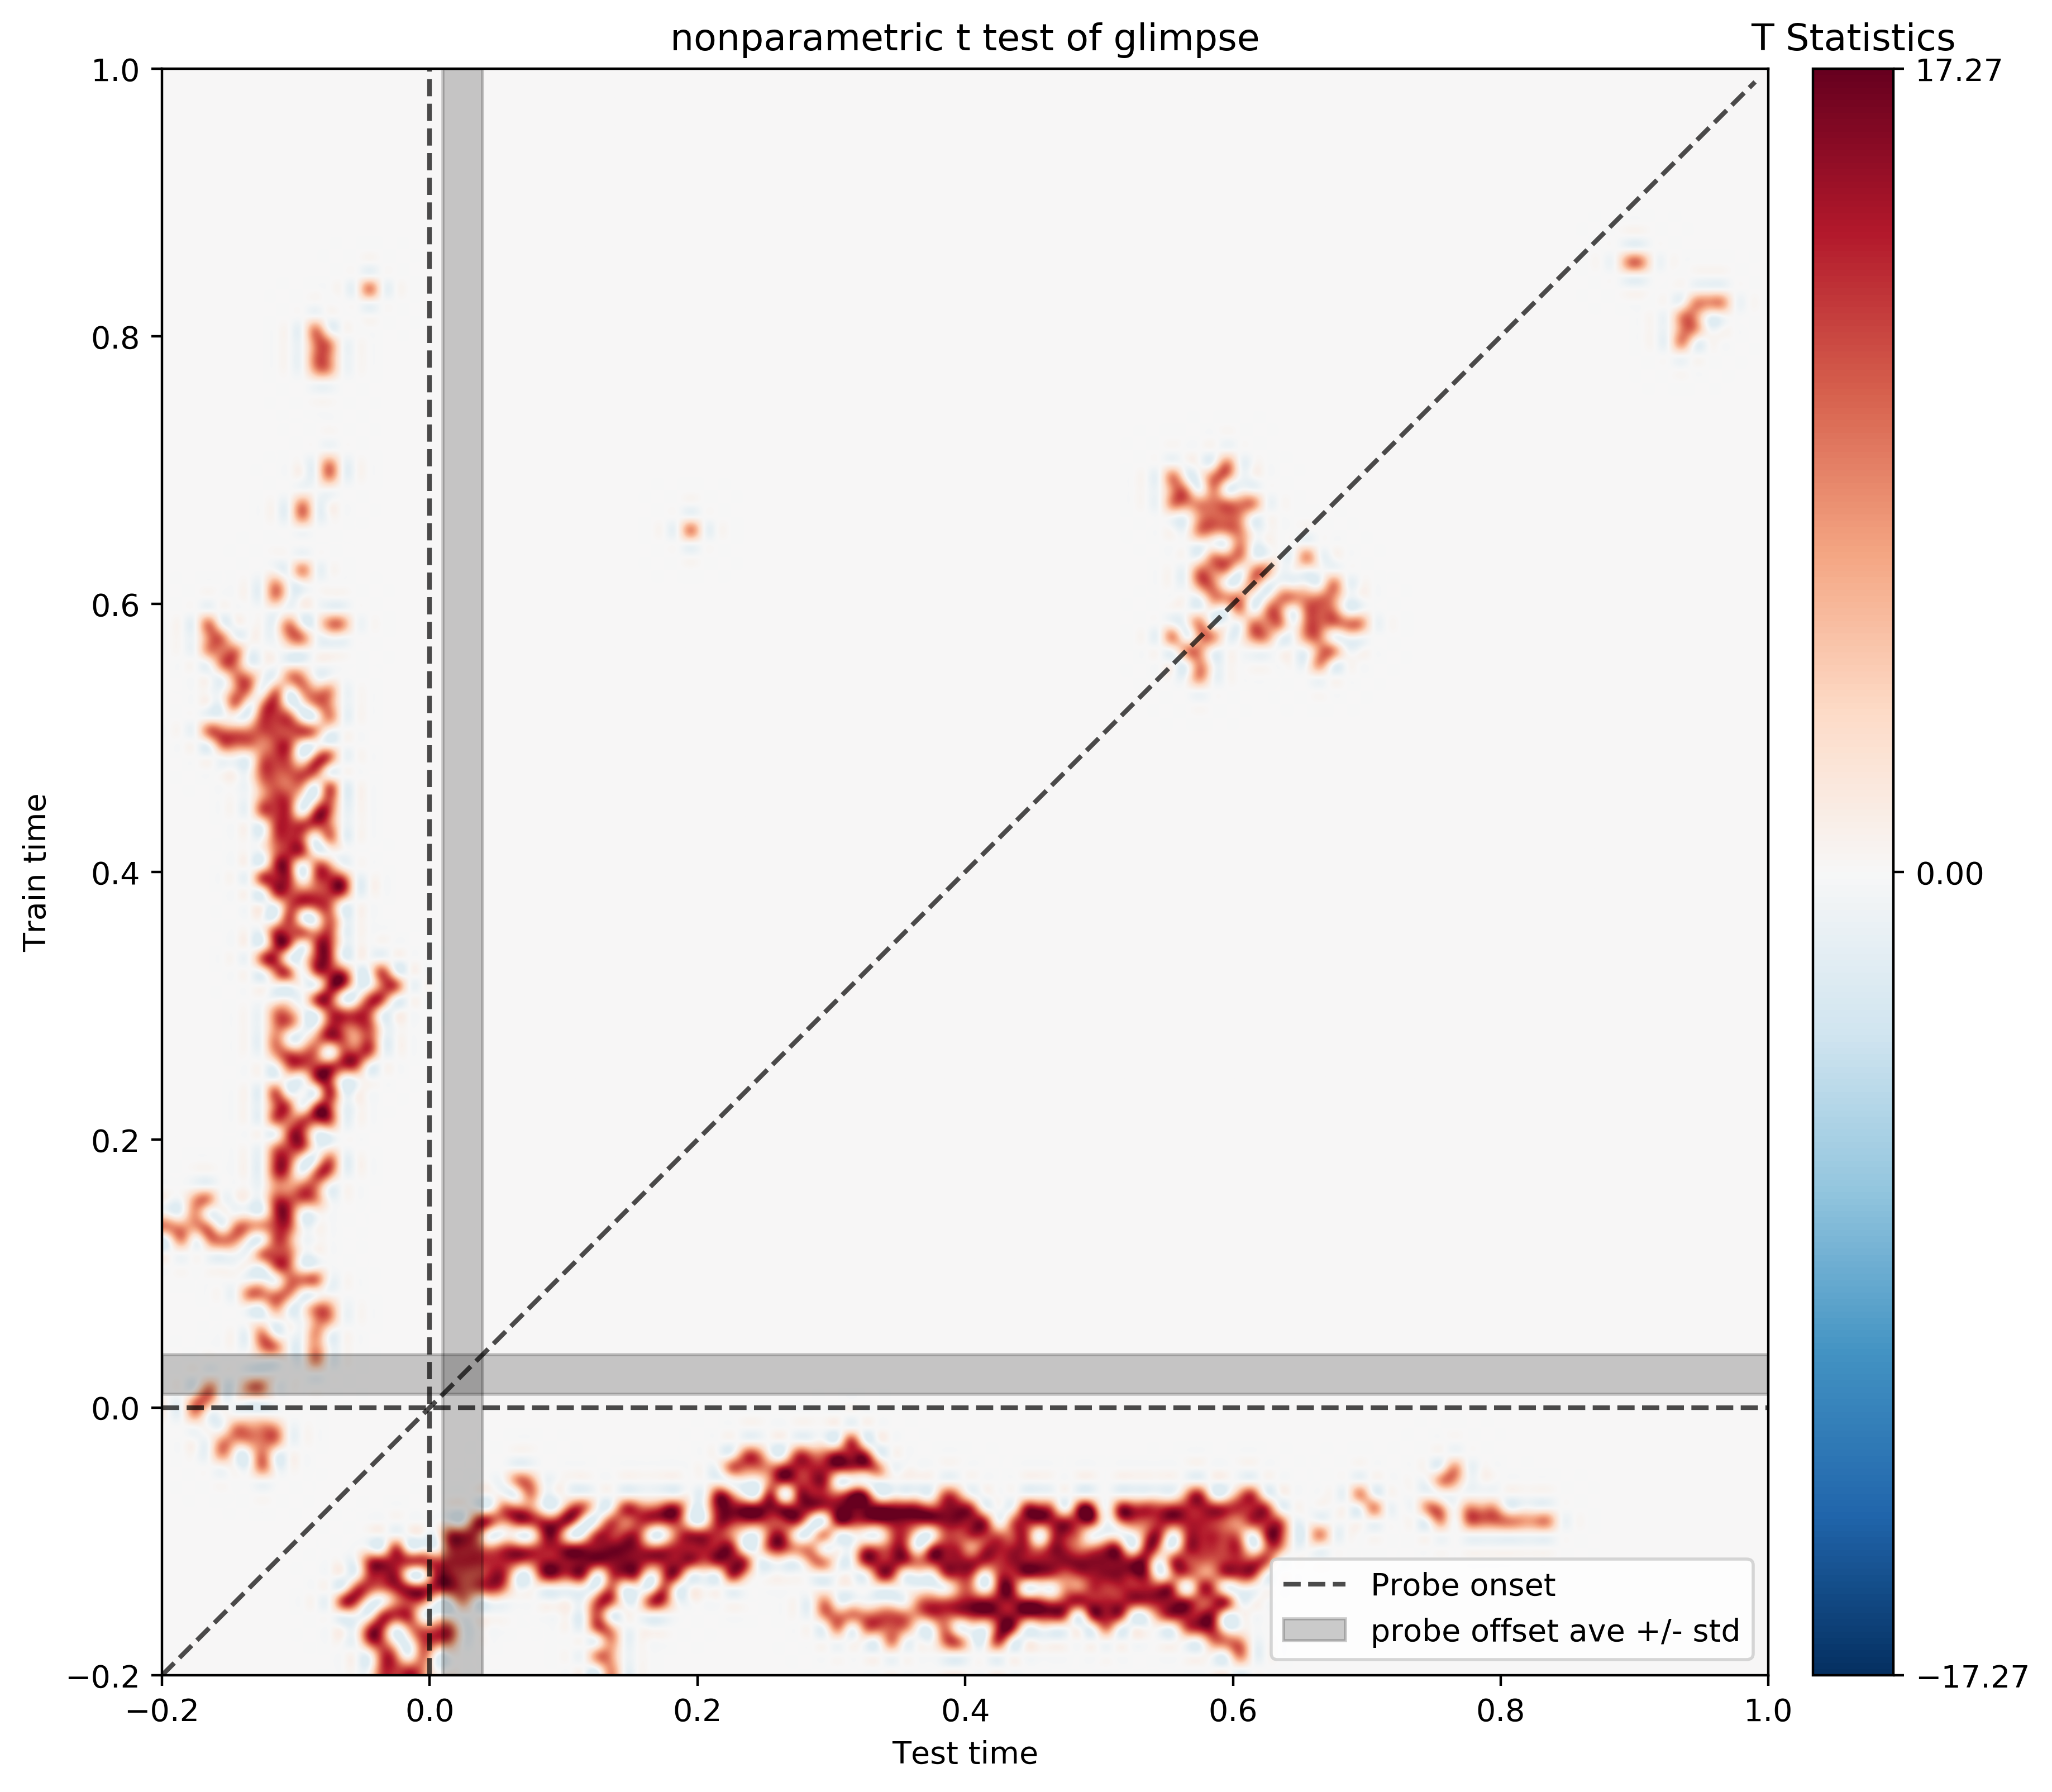 nonparametric t test of glimpse
T Statistics
17.27
0.00
−17.27
1.0
0.8
0.6
0.4
0.2
0.0
−0.2
Train time
−0.2
0.0
0.2
0.4
0.6
0.8
1.0
Test time
Probe onset
probe offset ave +/- std